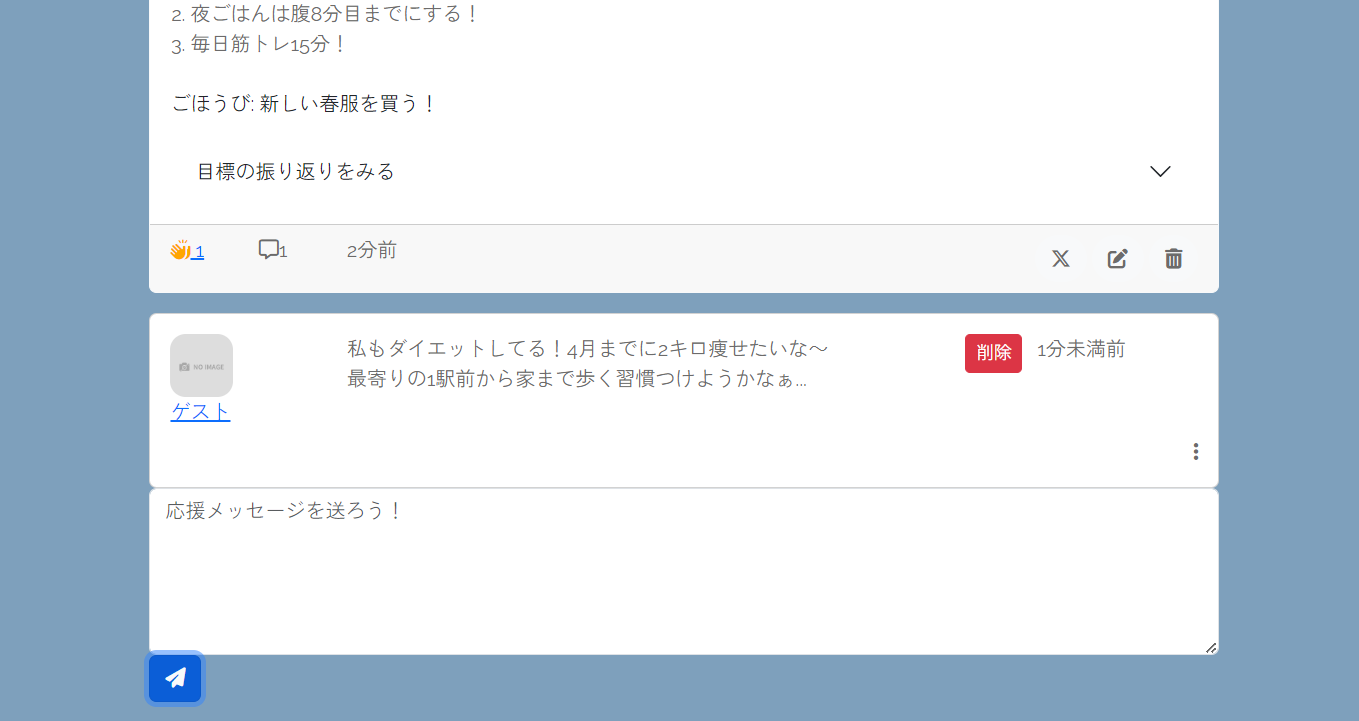 2. 夜ごはんは腹8分目までにする！
3. 毎日筋トレ15分！
ごほうび: 新しい春服を買う！
目標の振り返りをみる
👏 1
1
2分前
NO IMAGE
ゲスト
私もダイエットしてる！4月までに2キロ痩せたいな〜
最寄りの1駅前から家まで歩く習慣つけようかなぁ...
削除
1分未満前
応援メッセージを送ろう！